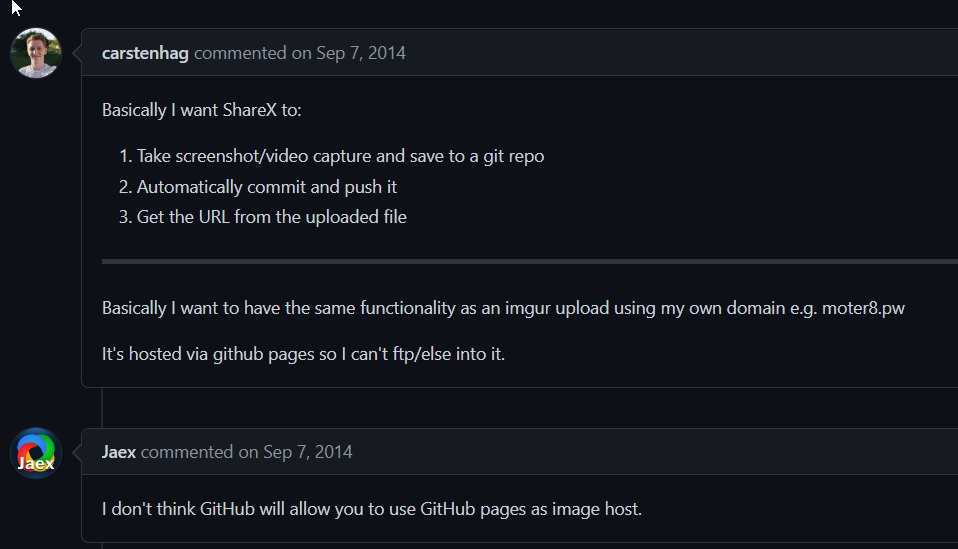 carstenhag commented on Sep 7, 2014
Basically I want ShareX to:
1. Take screenshot/video capture and save to a git repo
2. Automatically commit and push it
3. Get the URL from the uploaded file
Basically I want to have the same functionality as an imgur upload using my own domain e.g. moter8.pw
It's hosted via github pages so I can't ftp/else into it.
Jaex
Jaex commented on Sep 7, 2014
I don't think GitHub will allow you to use GitHub pages as image host.